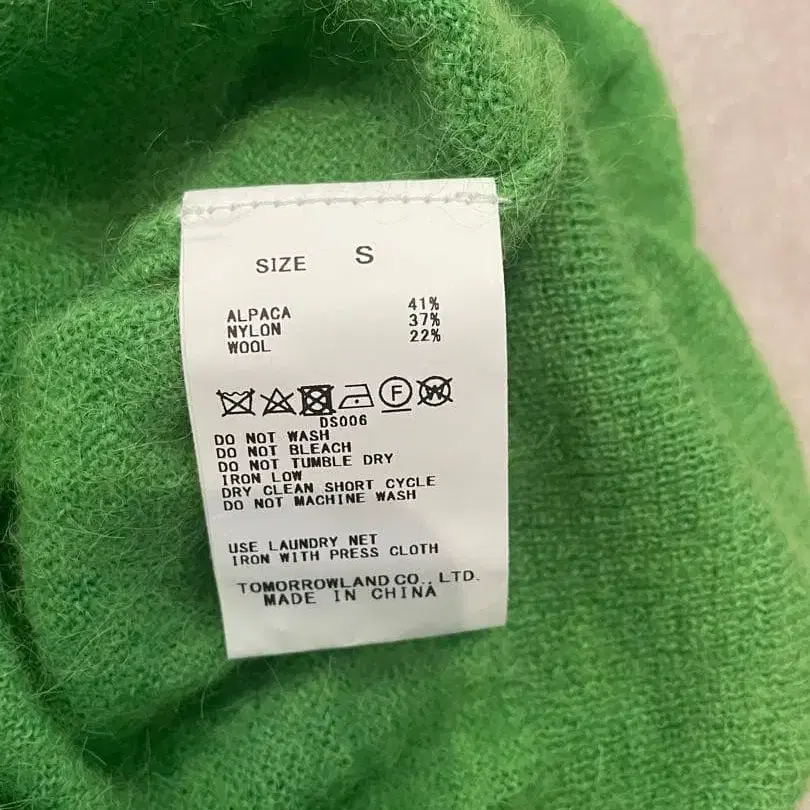 SIZE S
ALPACA 41%
NYLON 37%
WOOL 22%
F W
DS006
DO NOT WASH
DO NOT BLEACH
DO NOT TUMBLE DRY
IRON LOW
DRY CLEAN SHORT CYCLE
DO NOT MACHINE WASH
USE LAUNDRY NET
IRON WITH PRESS CLOTH
TOMORROWLAND CO., LTD.
MADE IN CHINA